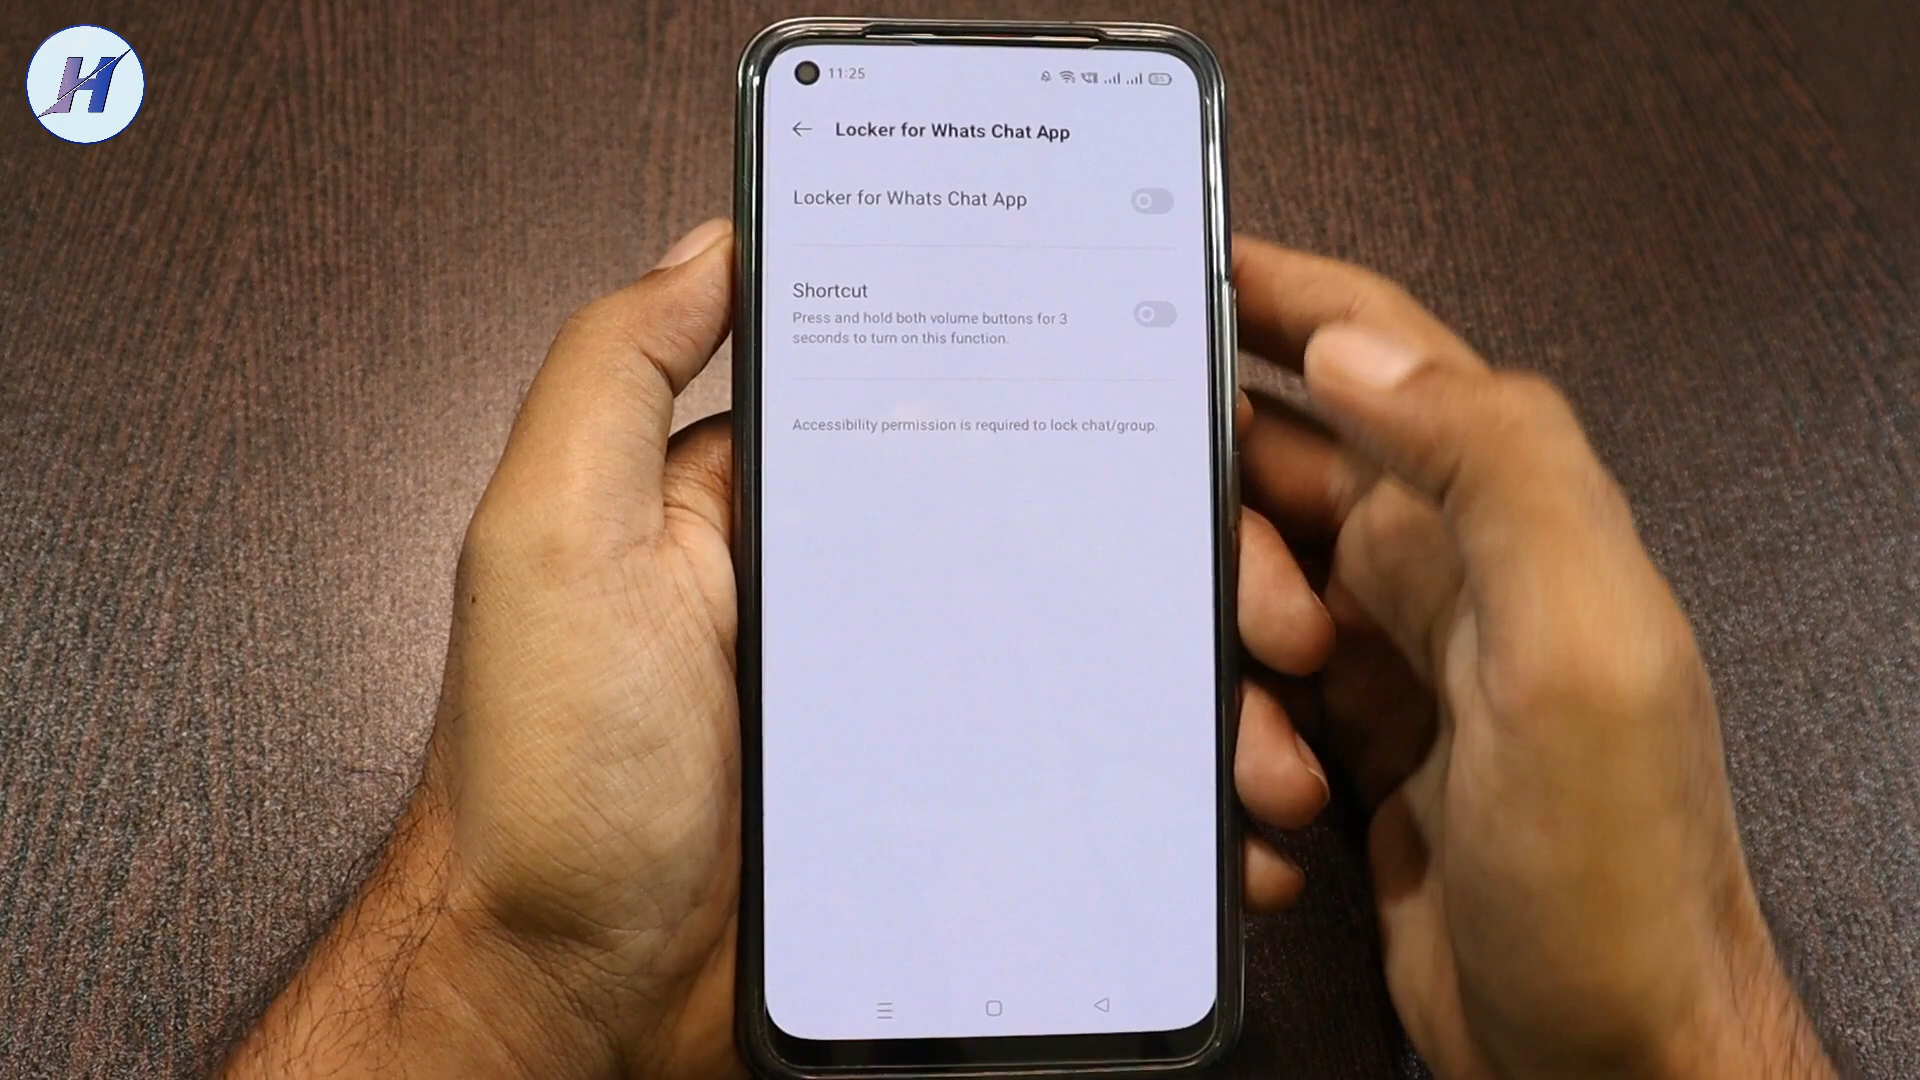 H
11:25
Locker for Whats Chat App
Locker for Whats Chat App
Shortcut
Press and hold both volume buttons for 3
seconds to turn on this function.
Accessibility permission is required to lock chat/group.